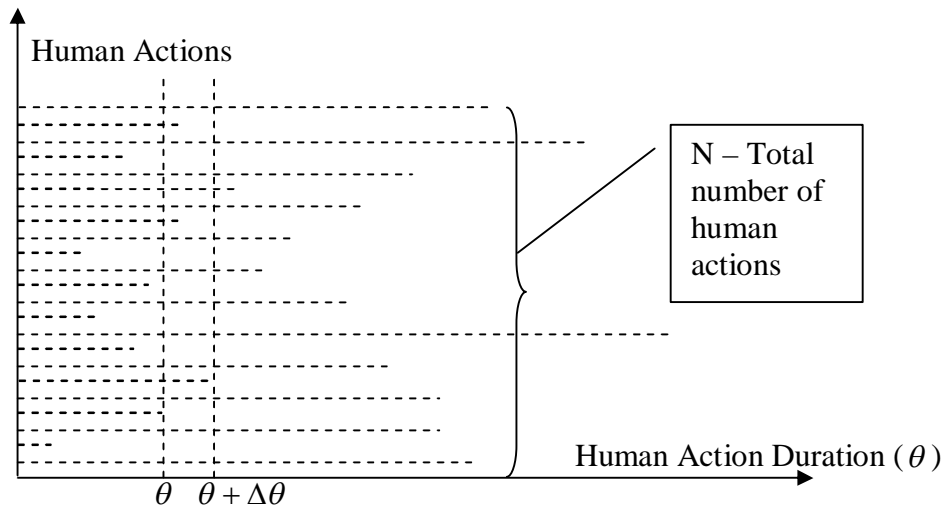 Human Actions
N – Total
number of
human
actions
Human Action Duration ( θ )
θ θ + Δθ